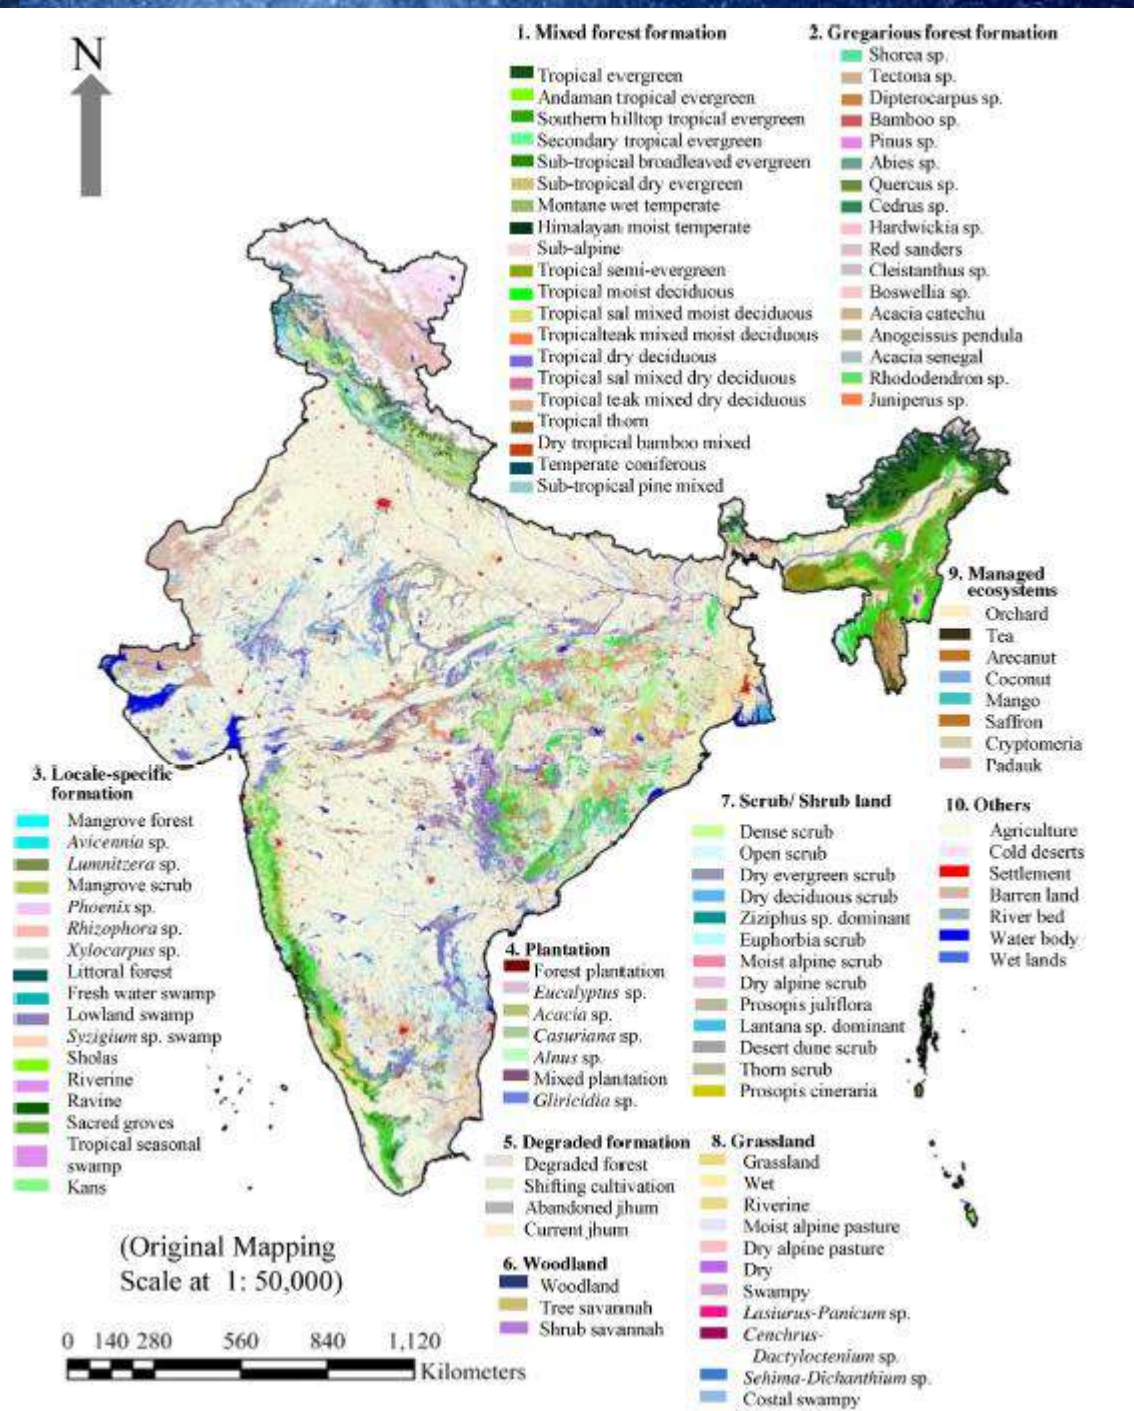 N
1. Mixed forest formation
Tropical evergreen
Andaman tropical evergreen
Southern hilltop tropical evergreen
Secondary tropical evergreen
Sub-tropical broadleaved evergreen
Sub-tropical dry evergreen
Montane wet temperate
Himalayan moist temperate
Sub-alpine
Tropical semi-evergreen
Tropical moist deciduous
Tropical sal mixed moist deciduous
Tropicalteak mixed moist deciduous
Tropical dry deciduous
Tropical sal mixed dry deciduous
Tropical teak mixed dry deciduous
Tropical thorn
Dry tropical bamboo mixed
Temperate coniferous
Sub-tropical pine mixed
2. Gregarious forest formation
Shorea sp.
Tectona sp.
Dipterocarpus sp.
Bamboo sp.
Pinus sp.
Abies sp.
Quercus sp.
Cedrus sp.
Hardwickia sp.
Red sanders
Cleistanthus sp.
Boswellia sp.
Acacia catechu
Anogeissus pendula
Acacia senegal
Rhododendron sp.
Juniperus sp.
3. Locale-specific
formation
Mangrove forest
Avicennia sp.
Lumnitzera sp.
Mangrove scrub
Phoenix sp.
Rhizophora sp.
Xylocarpus sp.
Littoral forest
Fresh water swamp
Lowland swamp
Syzigium sp. swamp
Sholas
Riverine
Ravine
Sacred groves
Tropical seasonal
swamp
Kans
4. Plantation
Forest plantation
Eucalyptus sp.
Acacia sp.
Casuriana sp.
Alnus sp.
Mixed plantation
Gliricidia sp.
5. Degraded formation
Degraded forest
Shifting cultivation
Abandoned jhum
Current jhum
6. Woodland
Woodland
Tree savannah
Shrub savannah
7. Scrub/ Shrub land
Dense scrub
Open scrub
Dry evergreen scrub
Dry deciduous scrub
Ziziphus sp. dominant
Euphorbia scrub
Moist alpine scrub
Dry alpine scrub
Prosopis juliflora
Lantana sp. dominant
Desert dune scrub
Thorn scrub
Prosopis cineraria
8. Grassland
Grassland
Wet
Riverine
Moist alpine pasture
Dry alpine pasture
Dry
Swampy
Lasiurus-Panicum sp.
Cenchrus-
Dactyloctenium sp.
Sehima-Dichanthium sp.
Costal swampy
9. Managed
ecosystems
Orchard
Tea
Arecanut
Coconut
Mango
Saffron
Cryptomeria
Padauk
10. Others
Agriculture
Cold deserts
Settlement
Barren land
River bed
Water body
Wet lands
(Original Mapping
Scale at 1: 50,000)
0 140 280 560 840 1,120
Kilometers